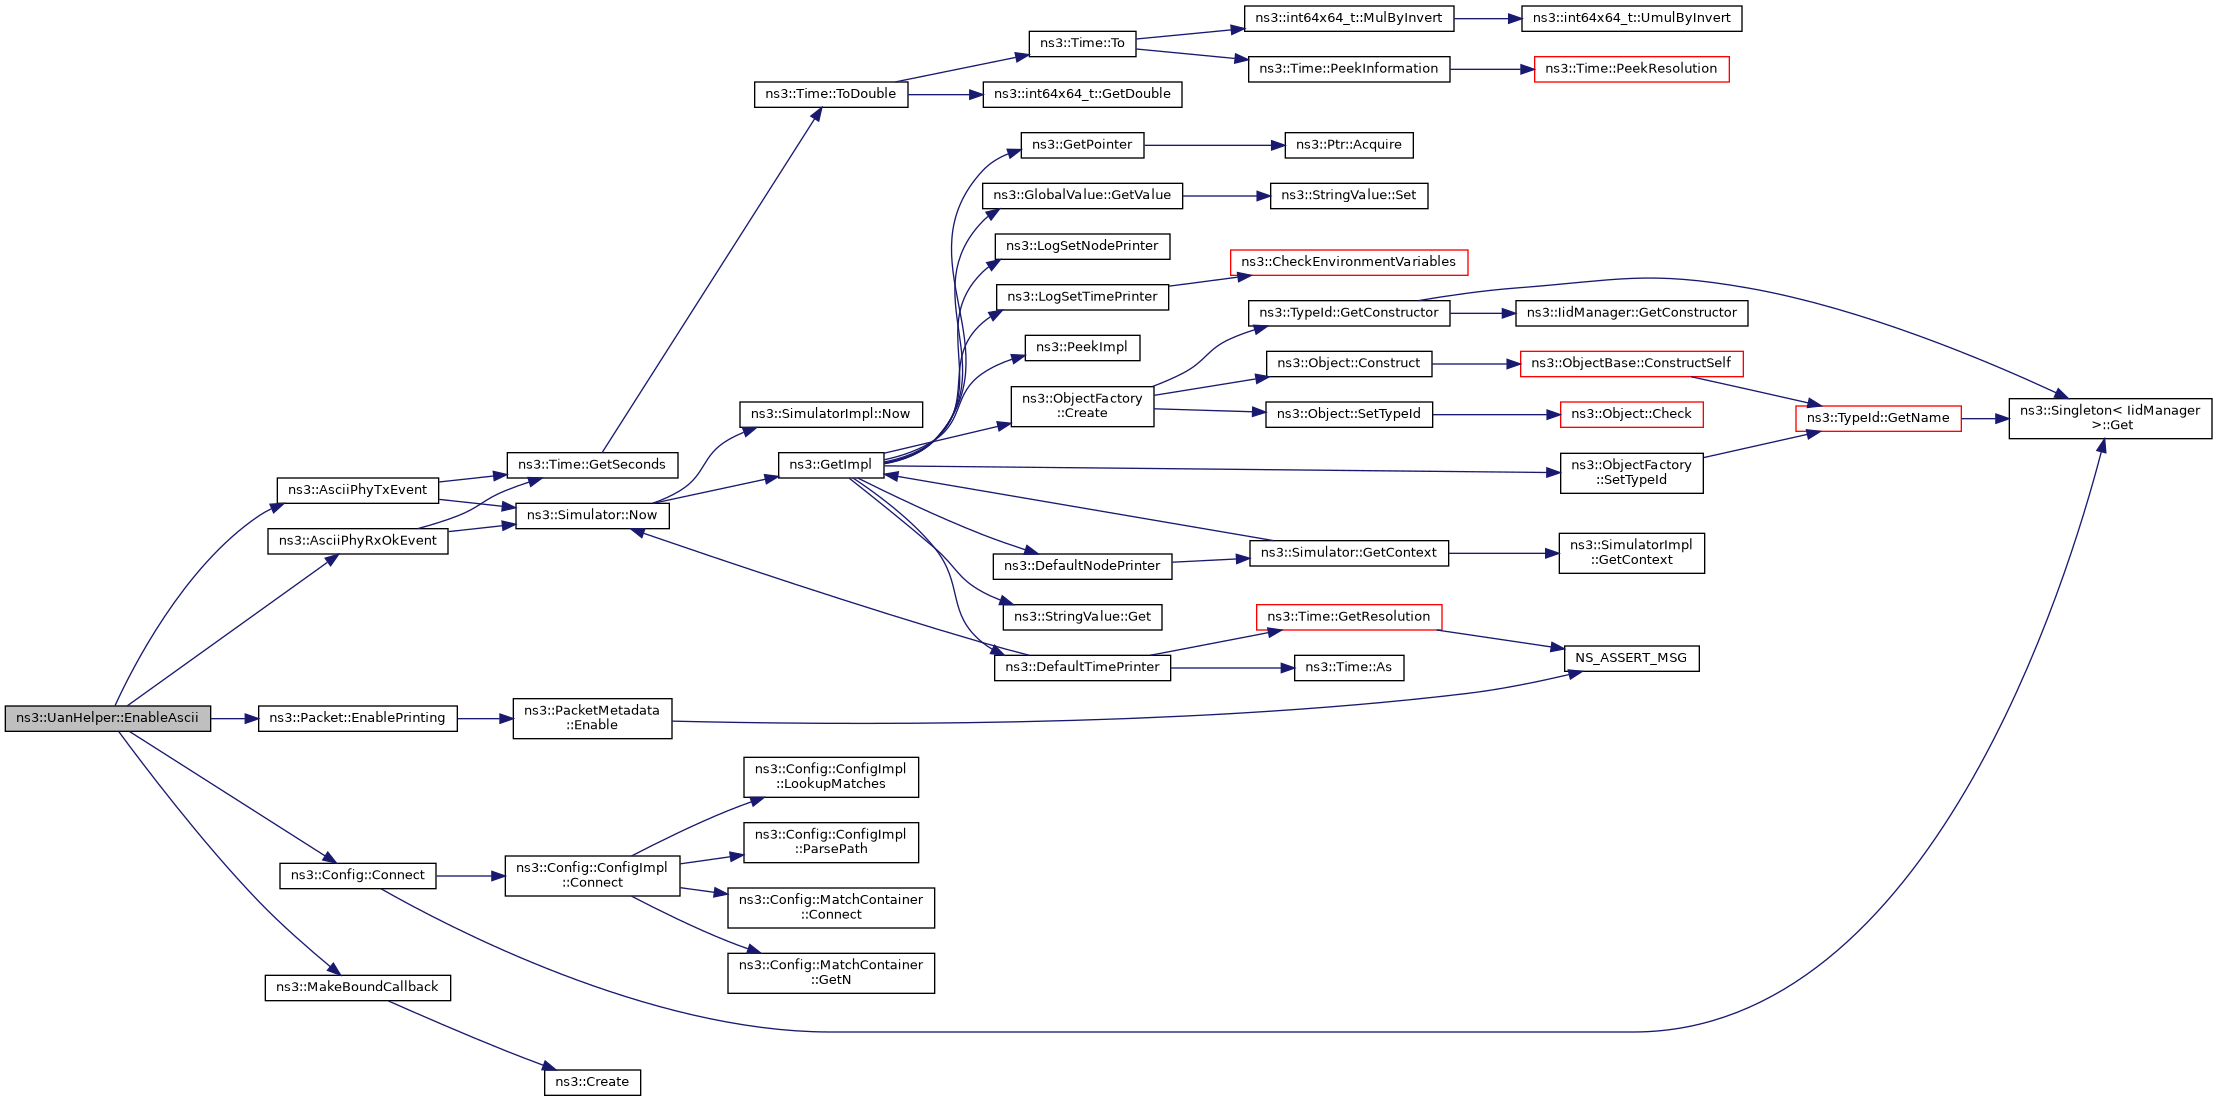 ns3::UanHelper::EnableAscii
ns3::AsciiPhyTxEvent
ns3::AsciiPhyRxOkEvent
ns3::Packet::EnablePrinting
ns3::Config::Connect
ns3::MakeBoundCallback
ns3::Time::GetSeconds
ns3::Simulator::Now
ns3::PacketMetadata
::Enable
ns3::Config::ConfigImpl
::Connect
ns3::Create
ns3::Time::ToDouble
ns3::SimulatorImpl::Now
ns3::GetImpl
ns3::Config::ConfigImpl
::LookupMatches
ns3::Config::ConfigImpl
::ParsePath
ns3::Config::MatchContainer
::Connect
ns3::Config::MatchContainer
::GetN
ns3::Time::To
ns3::int64x64_t::GetDouble
ns3::GetPointer
ns3::GlobalValue::GetValue
ns3::LogSetNodePrinter
ns3::LogSetTimePrinter
ns3::PeekImpl
ns3::ObjectFactory
::Create
ns3::DefaultNodePrinter
ns3::StringValue::Get
ns3::DefaultTimePrinter
ns3::int64x64_t::MulByInvert
ns3::Time::PeekInformation
ns3::Ptr::Acquire
ns3::StringValue::Set
ns3::CheckEnvironmentVariables
ns3::TypeId::GetConstructor
ns3::Object::Construct
ns3::Object::SetTypeId
ns3::Simulator::GetContext
ns3::Time::GetResolution
ns3::Time::As
ns3::int64x64_t::UmulByInvert
ns3::Time::PeekResolution
ns3::IidManager::GetConstructor
ns3::ObjectBase::ConstructSelf
ns3::Object::Check
ns3::ObjectFactory
::SetTypeId
ns3::SimulatorImpl
::GetContext
NS_ASSERT_MSG
ns3::TypeId::GetName
ns3::Singleton< IidManager
>::Get